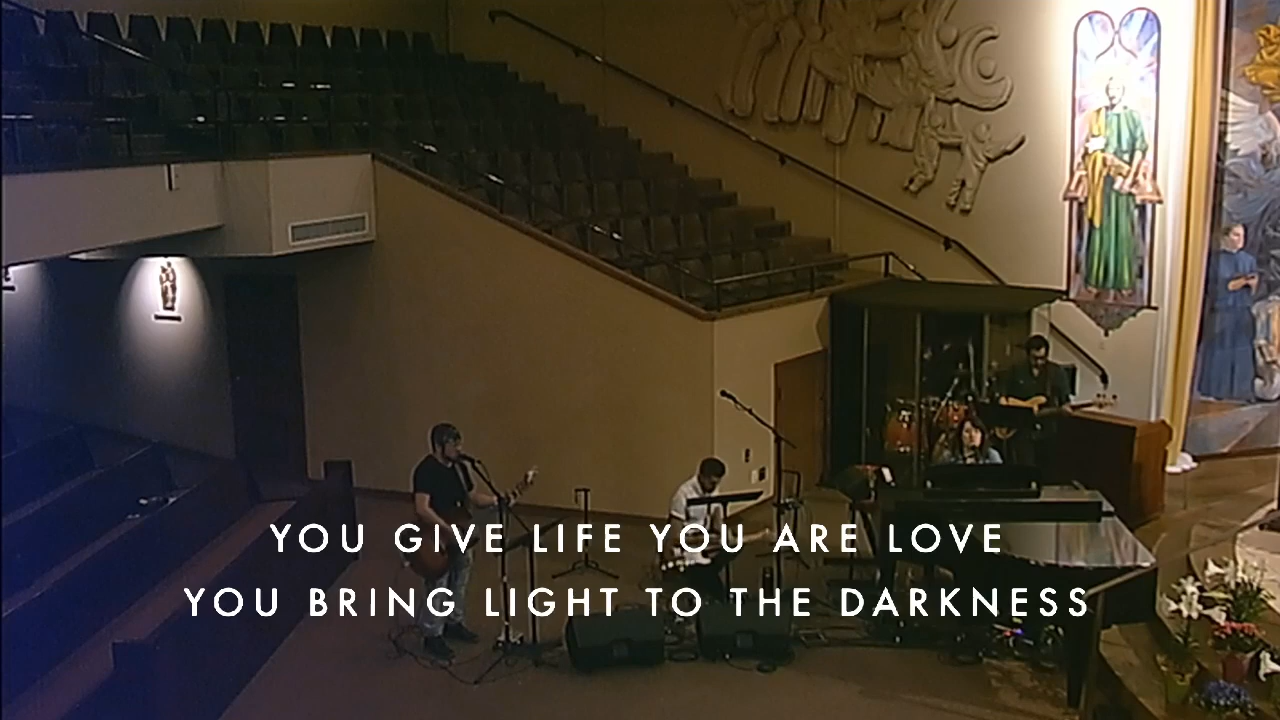 YOU GIVE LIFE YOU ARE LOVE
YOU BRING LIGHT TO THE DARKNESS